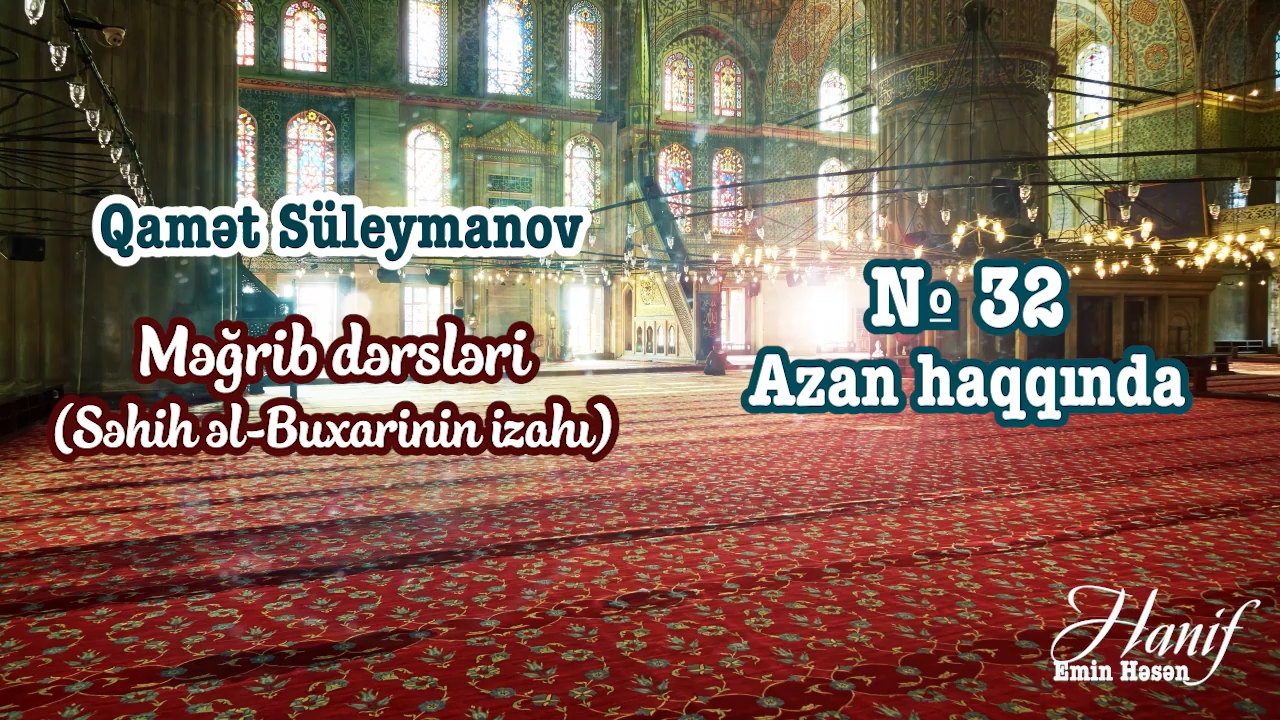 Qamət Süleymanov
Məğrib dərsləri
(Səhih əl-Buxarinin izahı)
№ 32
Azan haqqında
Hanif
Emin Həsən